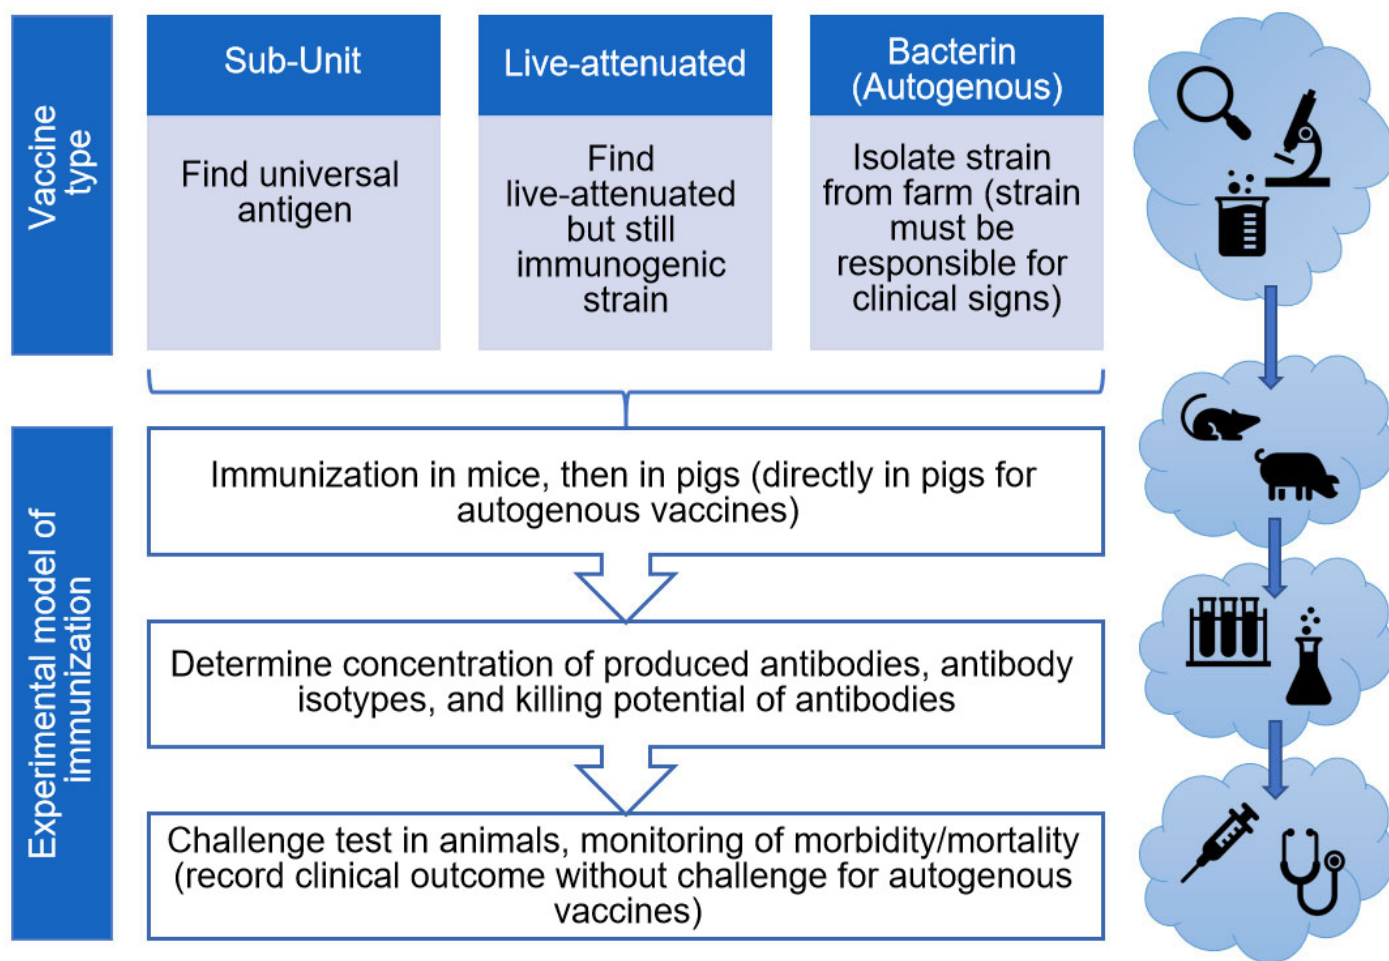 Vaccine
type
Sub-Unit
Find universal
antigen
Live-attenuated
Find
live-attenuated
but still
immunogenic
strain
Bacterin
(Autogenous)
Isolate strain
from farm (strain
must be
responsible for
clinical signs)
Experimental model of
immunization
Immunization in mice, then in pigs (directly in pigs for
autogenous vaccines)
Determine concentration of produced antibodies, antibody
isotypes, and killing potential of antibodies
Challenge test in animals, monitoring of morbidity/mortality
(record clinical outcome without challenge for autogenous
vaccines)